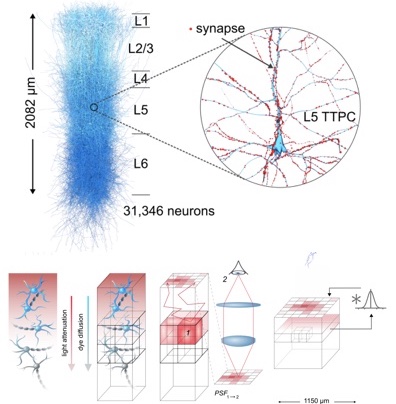 L1
L2/3
L4
L5
L6
2082 µm
31,346 neurons
synapse
L5 TTPC
light attenuation
dye diffusion
1
2
PSF1→2
*
1150 µm